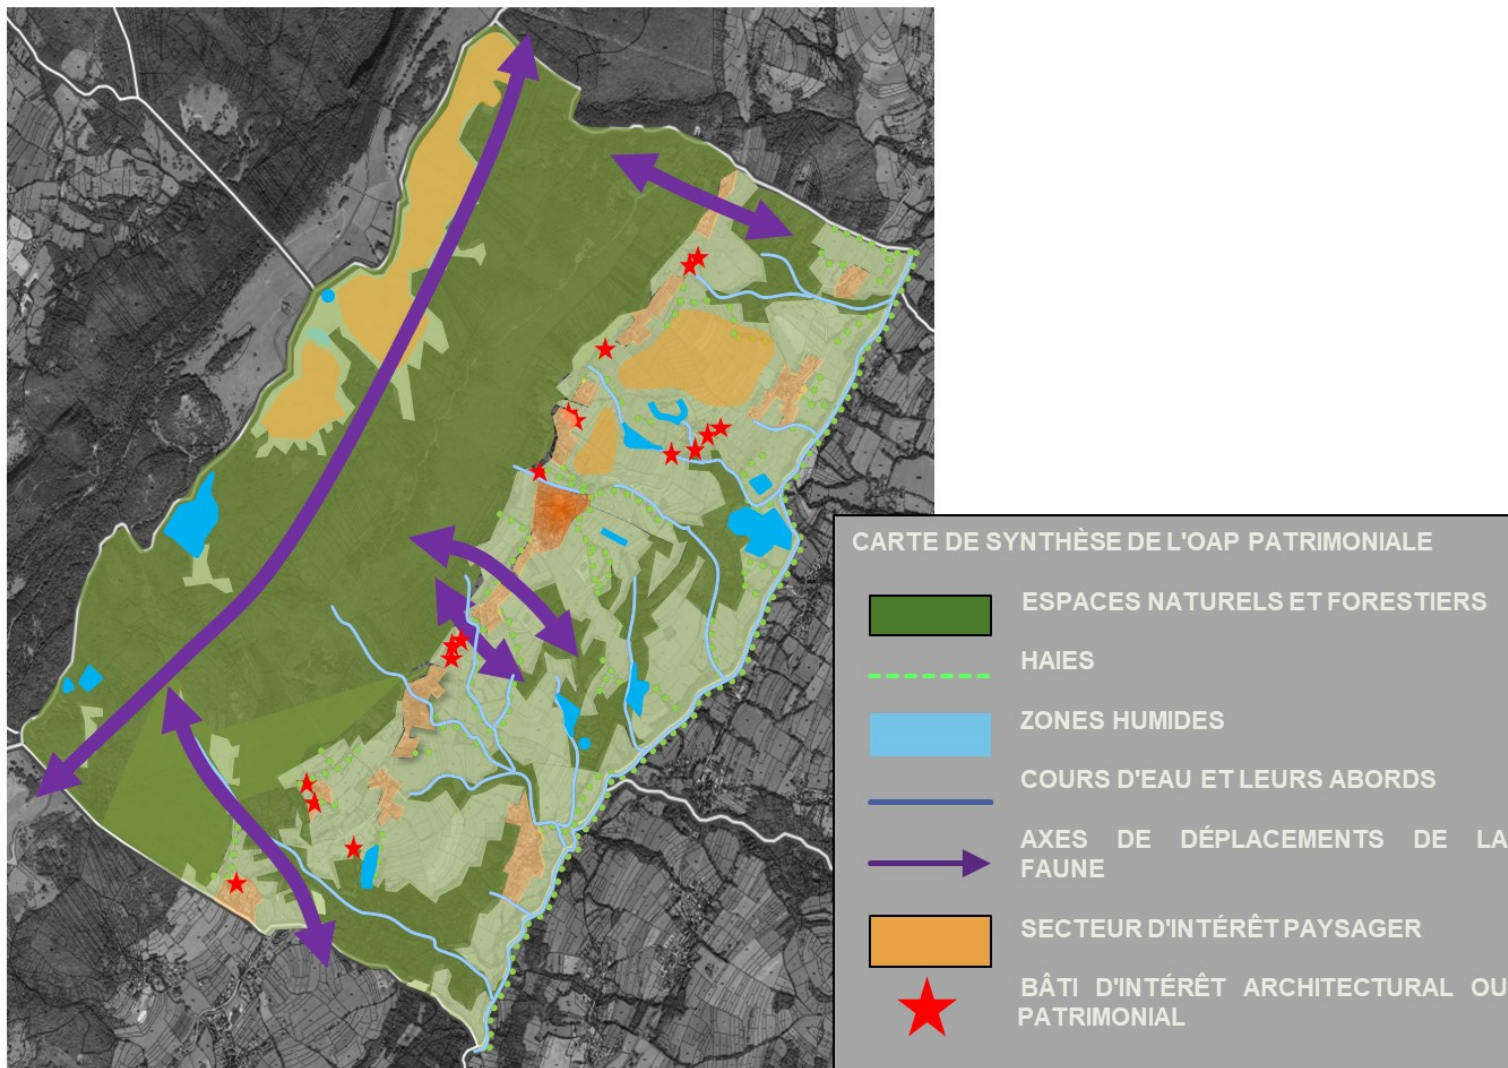 CARTE DE SYNTHÈSE DE L'OAP PATRIMONIALE
ESPACES NATURELS ET FORESTIERS
HAIES
ZONES HUMIDES
COURS D'EAU ET LEURS ABORDS
AXES DE DÉPLACEMENTS DE LA
FAUNE
SECTEUR D'INTÉRÊT PAYSAGER
BÂTI D'INTÉRÊT ARCHITECTURAL OU
PATRIMONIAL